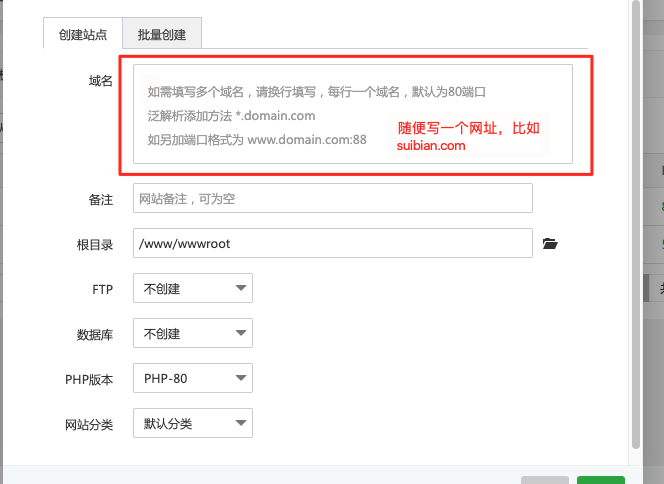 创建站点
批量创建
域名
如需填写多个域名，请换行填写，每行一个域名，默认为80端口
泛解析添加方法 *.domain.com
如另加端口格式为 www.domain.com:88
随便写一个网址，比如
suibian.com
备注
网站备注，可为空
根目录
/www/wwwroot
FTP
不创建
数据库
不创建
PHP版本
PHP-80
网站分类
默认分类